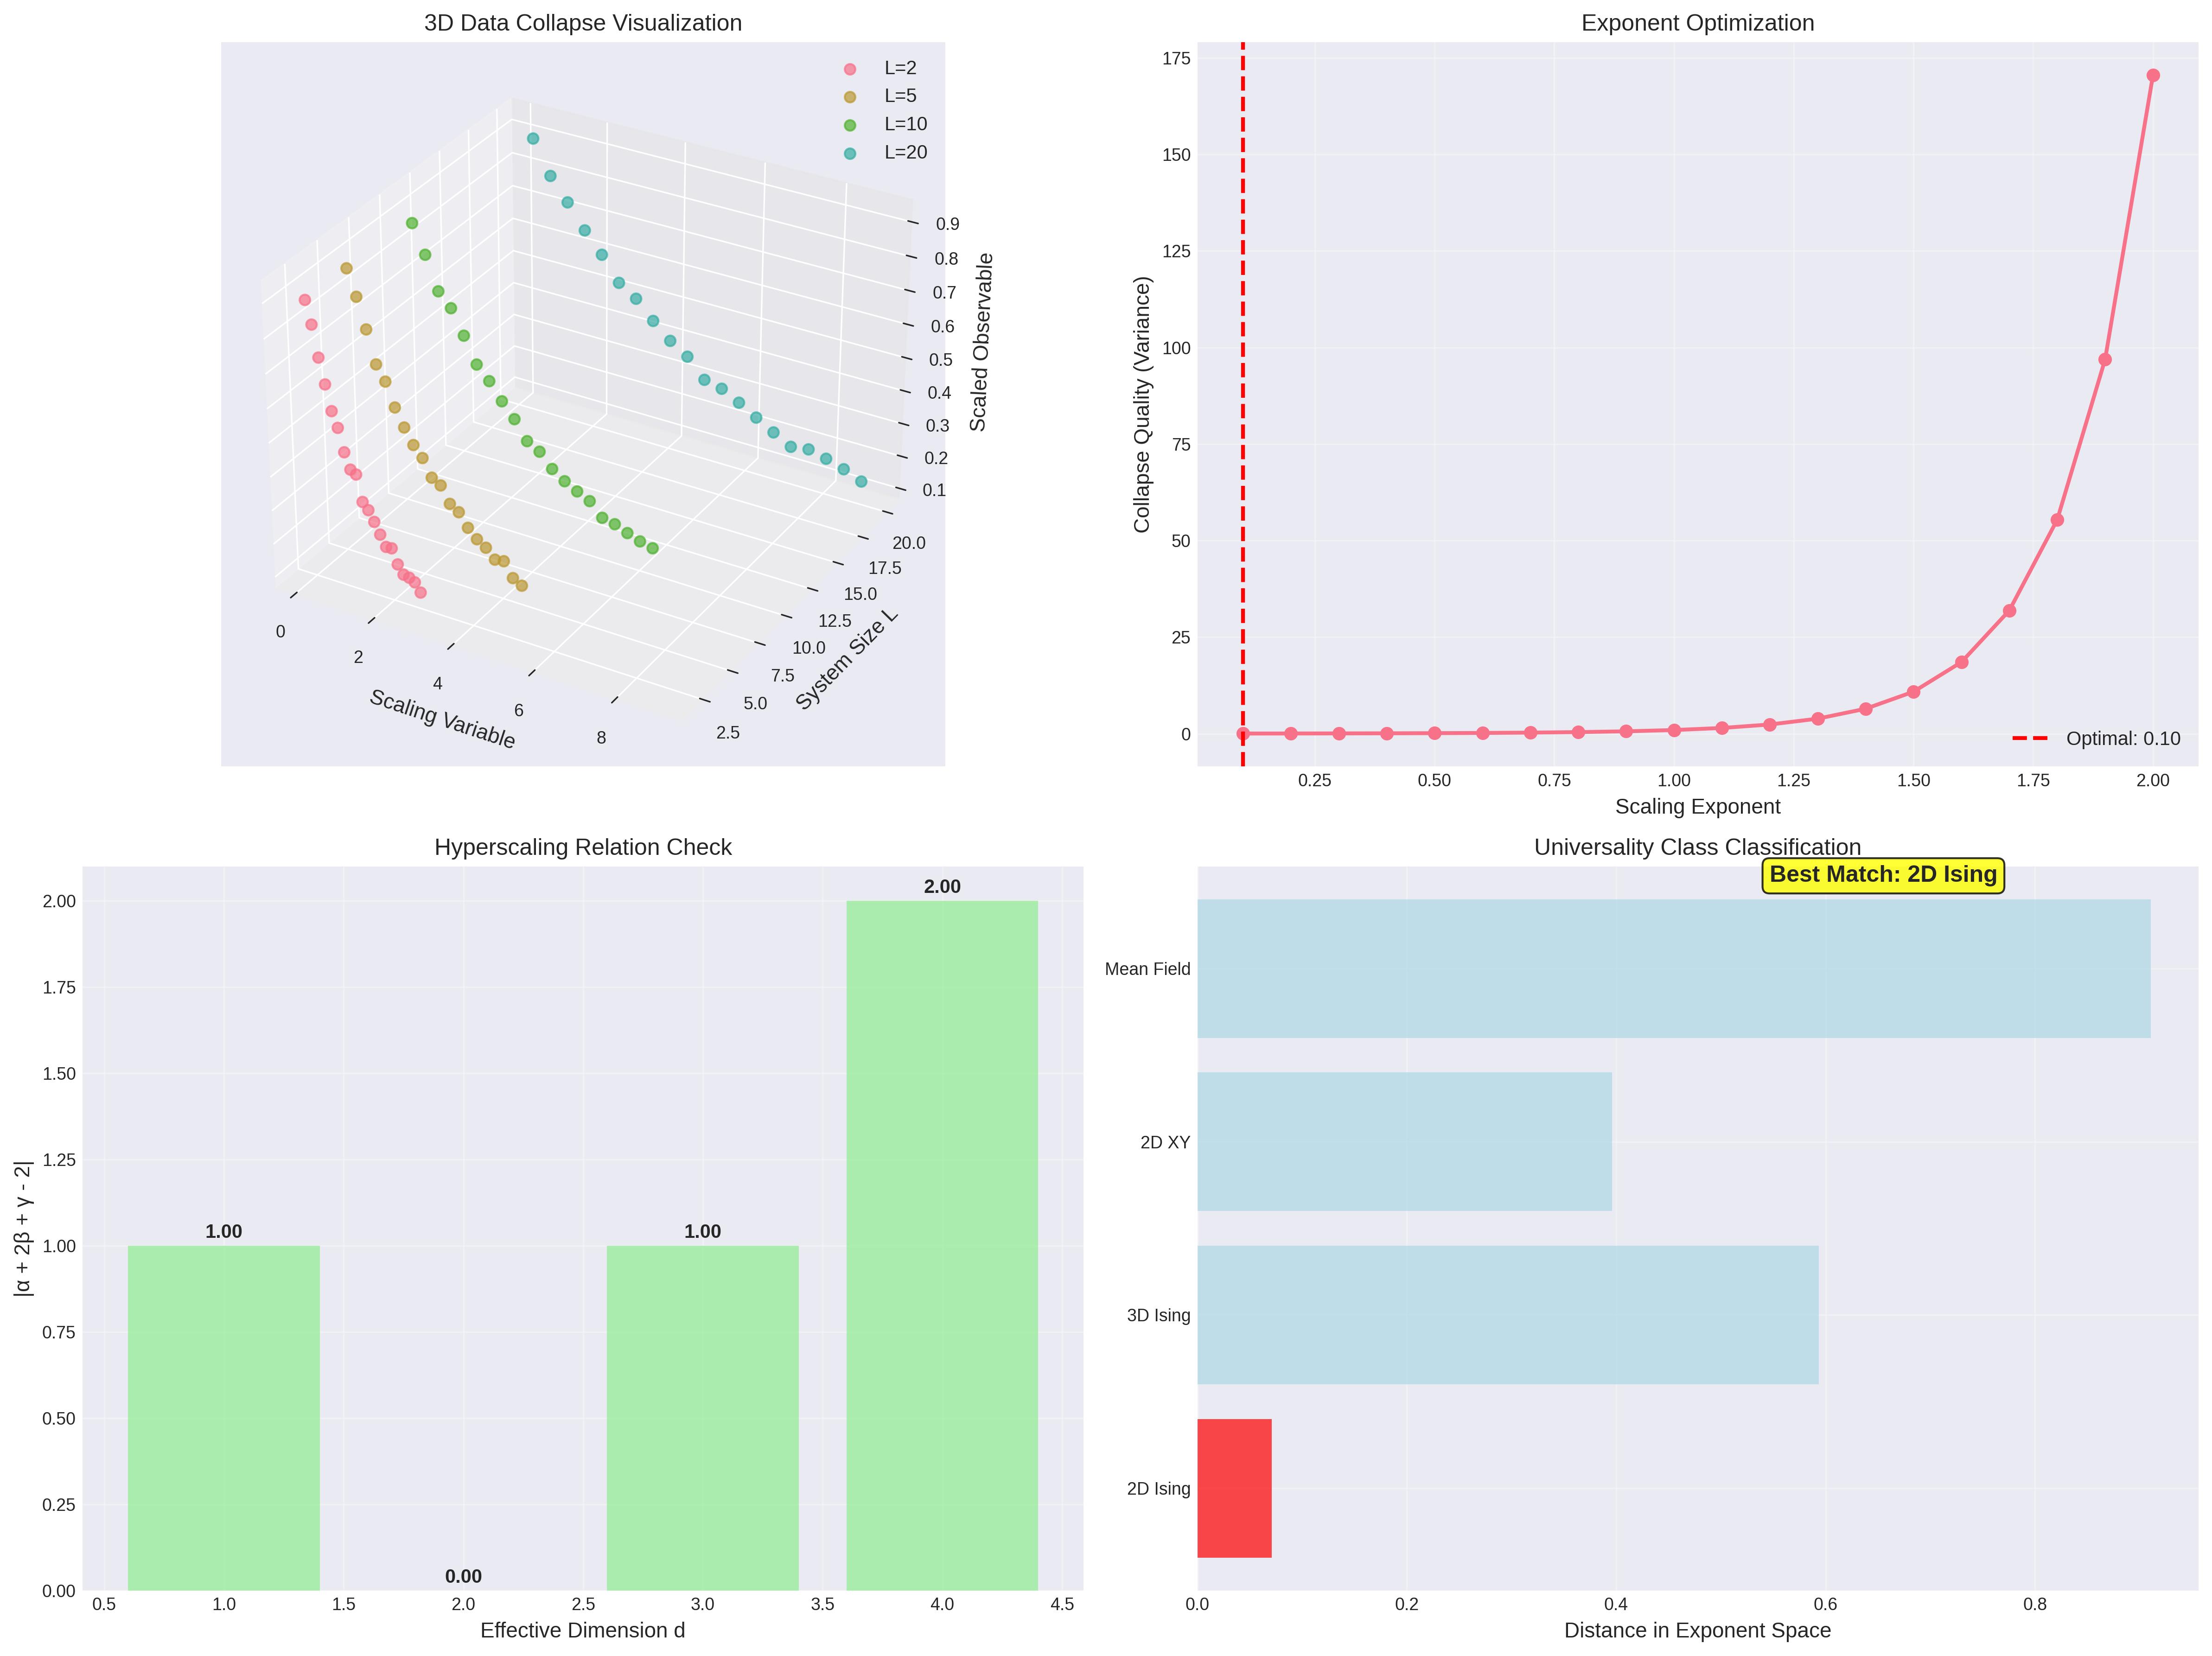 3D Data Collapse Visualization
L=2
L=5
L=10
L=20
0.9
0.8
0.7
0.6
0.5
0.4
0.3
0.2
0.1
Scaled Observable
20.0
17.5
15.0
12.5
10.0
7.5
5.0
2.5
System Size L
0
2
4
6
8
Scaling Variable
Exponent Optimization
175
150
125
100
75
50
25
0
Collapse Quality (Variance)
Optimal: 0.10
0.25 0.50 0.75 1.00 1.25 1.50 1.75 2.00
Scaling Exponent
Hyperscaling Relation Check
2.00
1.75
1.50
1.25
1.00
0.75
0.50
0.25
0.00
|α + 2β + γ - 2|
1.00
0.00
1.00
2.00
0.5 1.0 1.5 2.0 2.5 3.0 3.5 4.0 4.5
Effective Dimension d
Universality Class Classification
Best Match: 2D Ising
Mean Field
2D XY
3D Ising
2D Ising
0.0 0.2 0.4 0.6 0.8
Distance in Exponent Space